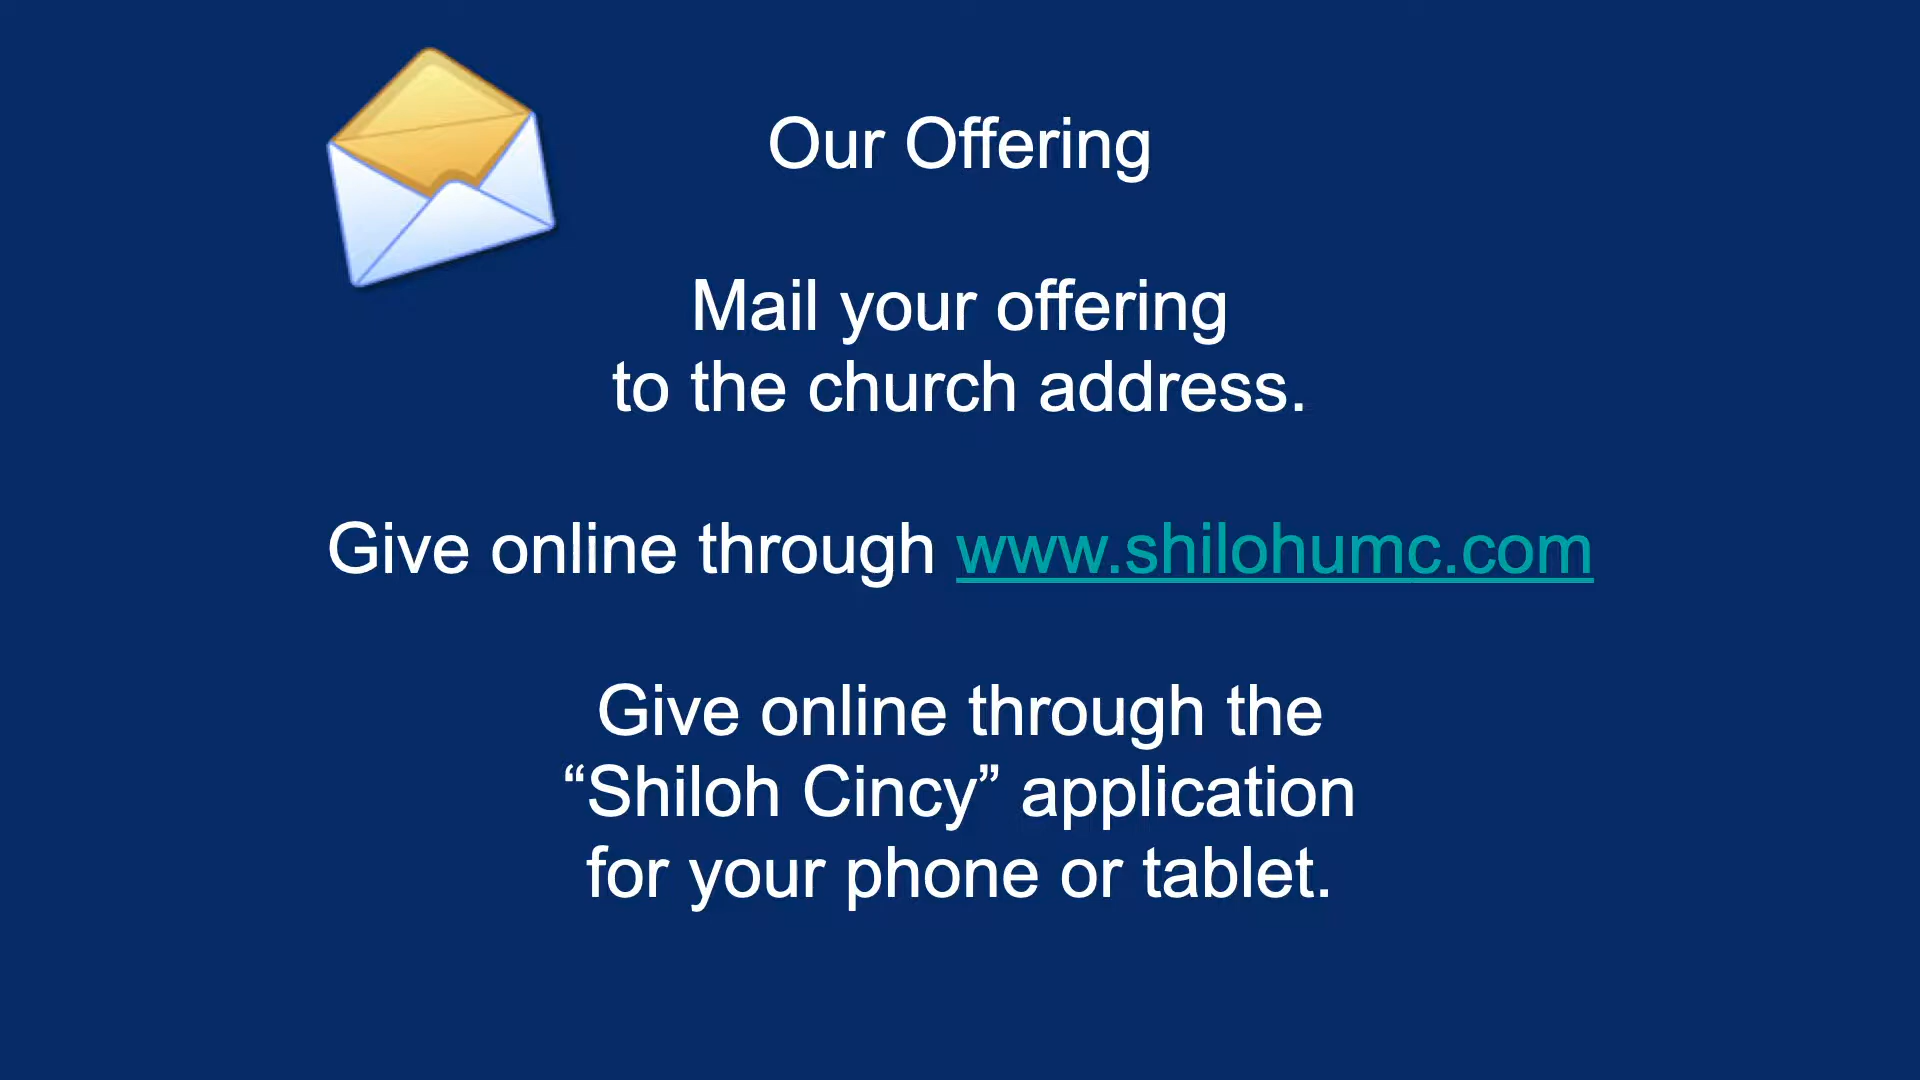 Our Offering
Mail your offering
to the church address.
Give online through www.shilohumc.com
Give online through the
“Shiloh Cincy” application
for your phone or tablet.